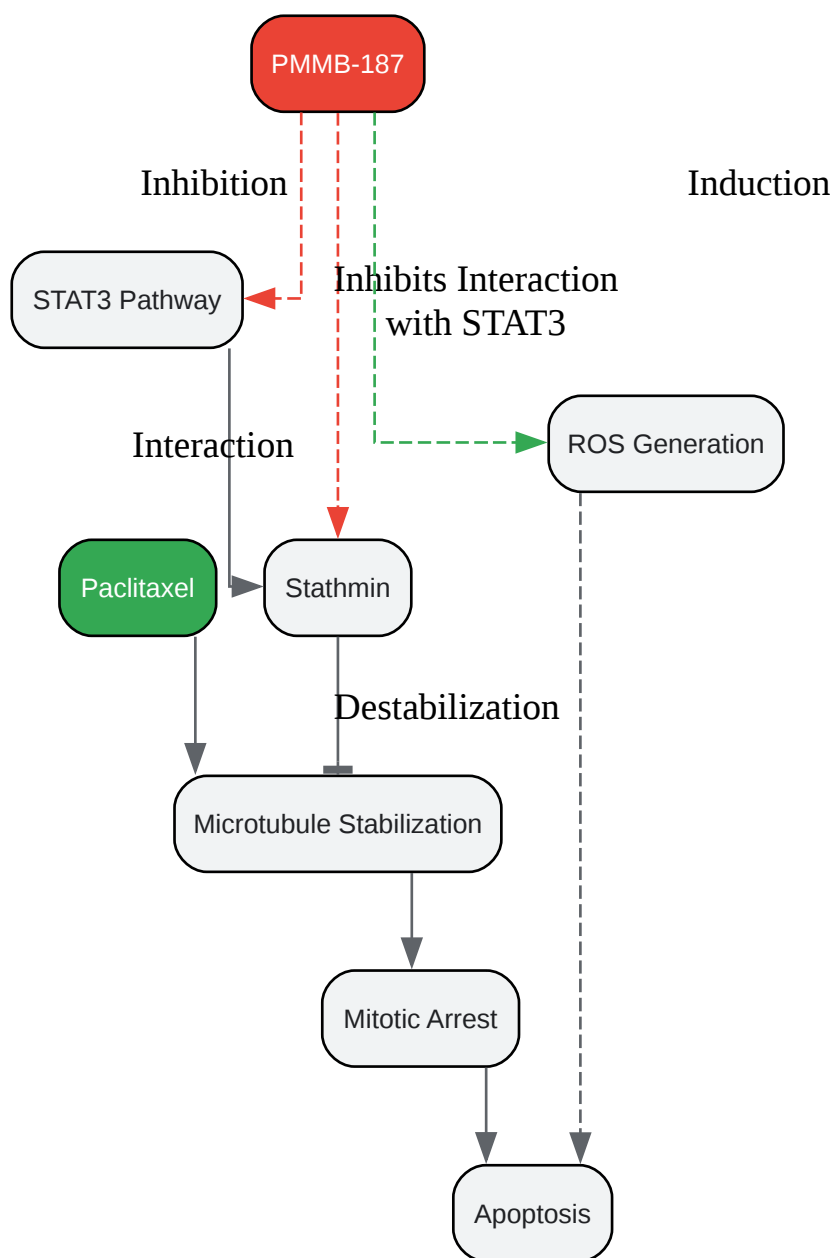 PMMB-187
Inhibition
Induction
Inhibits Interaction
with STAT3
STAT3 Pathway
Interaction
ROS Generation
Paclitaxel
Stathmin
Destabilization
Microtubule Stabilization
Mitotic Arrest
Apoptosis